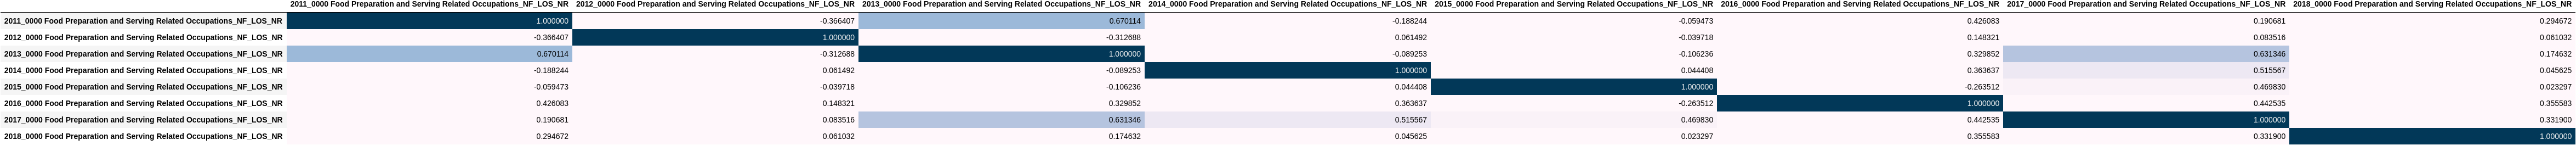 2011_0000 Food Preparation and Serving Related Occupations_NF_LOS_NR 2012_0000 Food Preparation and Serving Related Occupations_NF_LOS_NR 2013_0000 Food Preparation and Serving Related Occupations_NF_LOS_NR 2014_0000 Food Preparation and Serving Related Occupations_NF_LOS_NR 2015_0000 Food Preparation and Serving Related Occupations_NF_LOS_NR 2016_0000 Food Preparation and Serving Related Occupations_NF_LOS_NR 2017_0000 Food Preparation and Serving Related Occupations_NF_LOS_NR 2018_0000 Food Preparation and Serving Related Occupations_NF_LOS_NR
2011_0000 Food Preparation and Serving Related Occupations_NF_LOS_NR 1.000000 -0.366407 0.670114 -0.188244 -0.059473 0.426083 0.190681 0.294672
2012_0000 Food Preparation and Serving Related Occupations_NF_LOS_NR -0.366407 1.000000 -0.312688 0.061492 -0.039718 0.148321 0.083516 0.061032
2013_0000 Food Preparation and Serving Related Occupations_NF_LOS_NR 0.670114 -0.312688 1.000000 -0.089253 -0.106236 0.329852 0.631346 0.174632
2014_0000 Food Preparation and Serving Related Occupations_NF_LOS_NR -0.188244 0.061492 -0.089253 1.000000 0.044408 0.363637 0.515567 0.045625
2015_0000 Food Preparation and Serving Related Occupations_NF_LOS_NR -0.059473 -0.039718 -0.106236 0.044408 1.000000 -0.263512 0.469830 0.023297
2016_0000 Food Preparation and Serving Related Occupations_NF_LOS_NR 0.426083 0.148321 0.329852 0.363637 -0.263512 1.000000 0.442535 0.355583
2017_0000 Food Preparation and Serving Related Occupations_NF_LOS_NR 0.190681 0.083516 0.631346 0.515567 0.469830 0.442535 1.000000 0.331900
2018_0000 Food Preparation and Serving Related Occupations_NF_LOS_NR 0.294672 0.061032 0.174632 0.045625 0.023297 0.355583 0.331900 1.000000